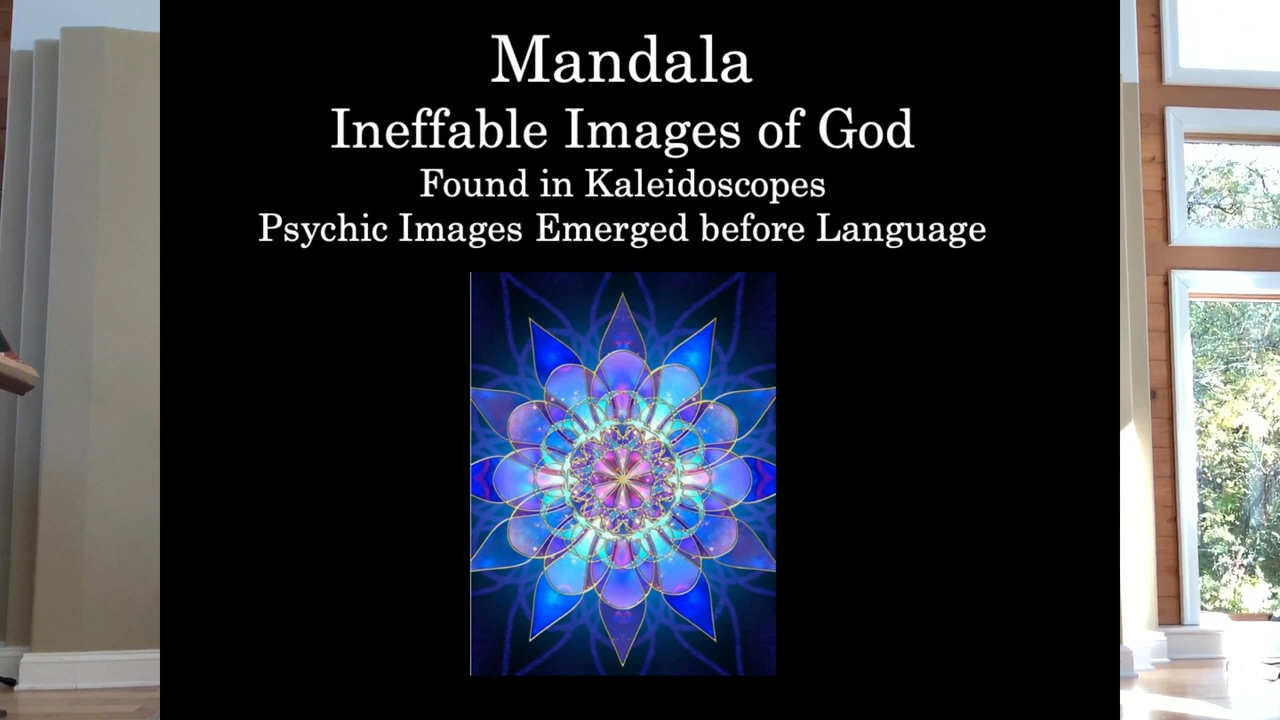 Mandala
Ineffable Images of God
Found in Kaleidoscopes
Psychic Images Emerged before Language